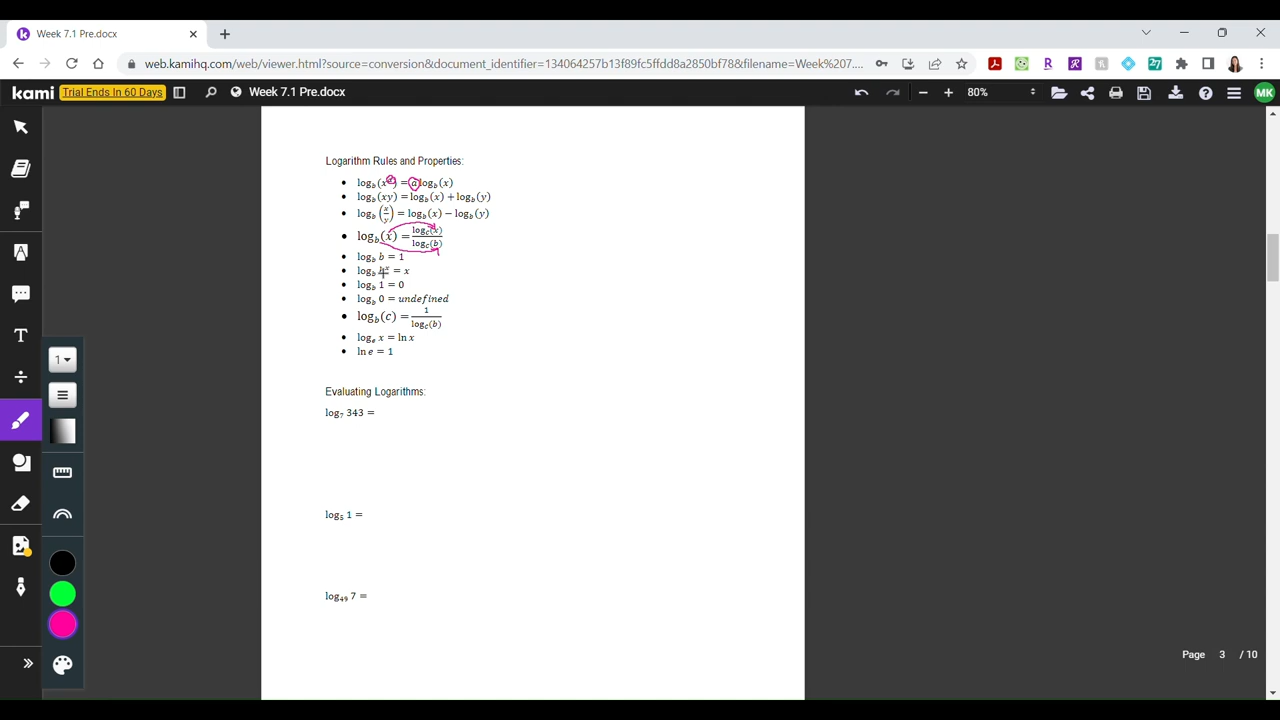 Week 7.1 Pre.docx
web.kamihq.com/web/viewer.html?source=conversion&document_identifier=134064257b13f89fc5ffdd8a2850bf78&filename=Week%207....
kami Trial Ends In 60 Days Week 7.1 Pre.docx 80% MK
Logarithm Rules and Properties:
• log_b(x^a) = a log_b(x)
• log_b(xy) = log_b(x) + log_b(y)
• log_b(x/y) = log_b(x) − log_b(y)
• log_b(x) = log_c(x)/log_c(b)
• log_b b = 1
• log_b b^x = x
• log_b 1 = 0
• log_b 0 = undefined
• log_b(c) = 1/log_c(b)
• log_e x = ln x
• ln e = 1
1
Evaluating Logarithms:
log_7 343 =
log_5 1 =
log_49 7 =
Page 3 / 10